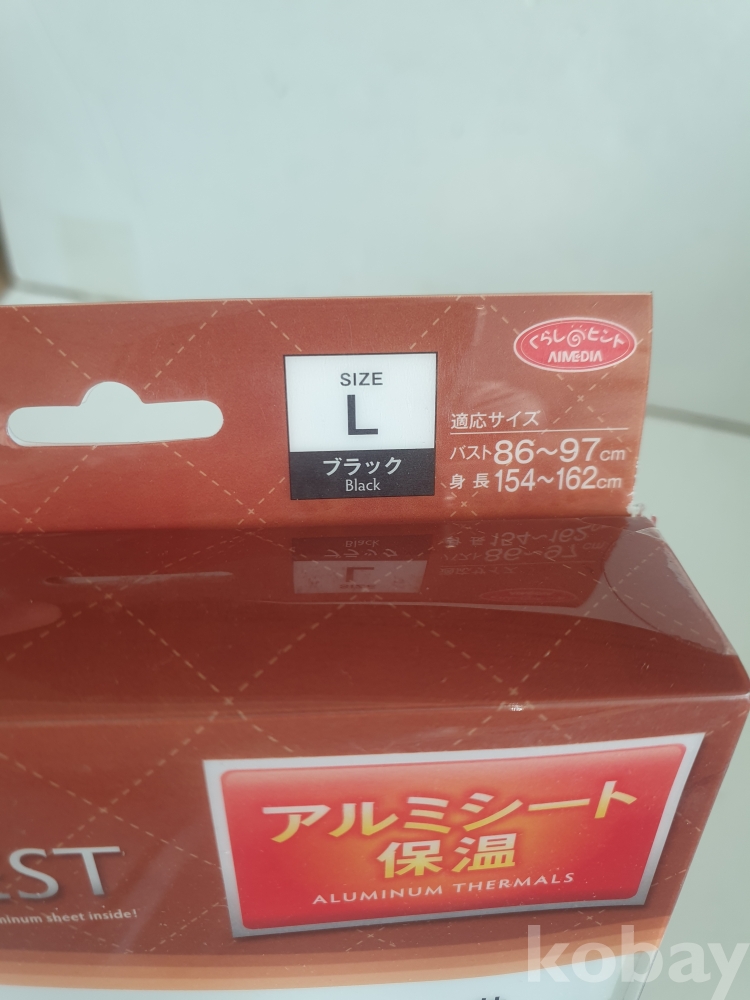 くらしのヒント
AIMEDIA
SIZE
L
ブラック
Black
適応サイズ
バスト86~97cm
身長154~162cm
アルミシート
保温
ALUMINUM THERMALS
sheet inside!
kobay